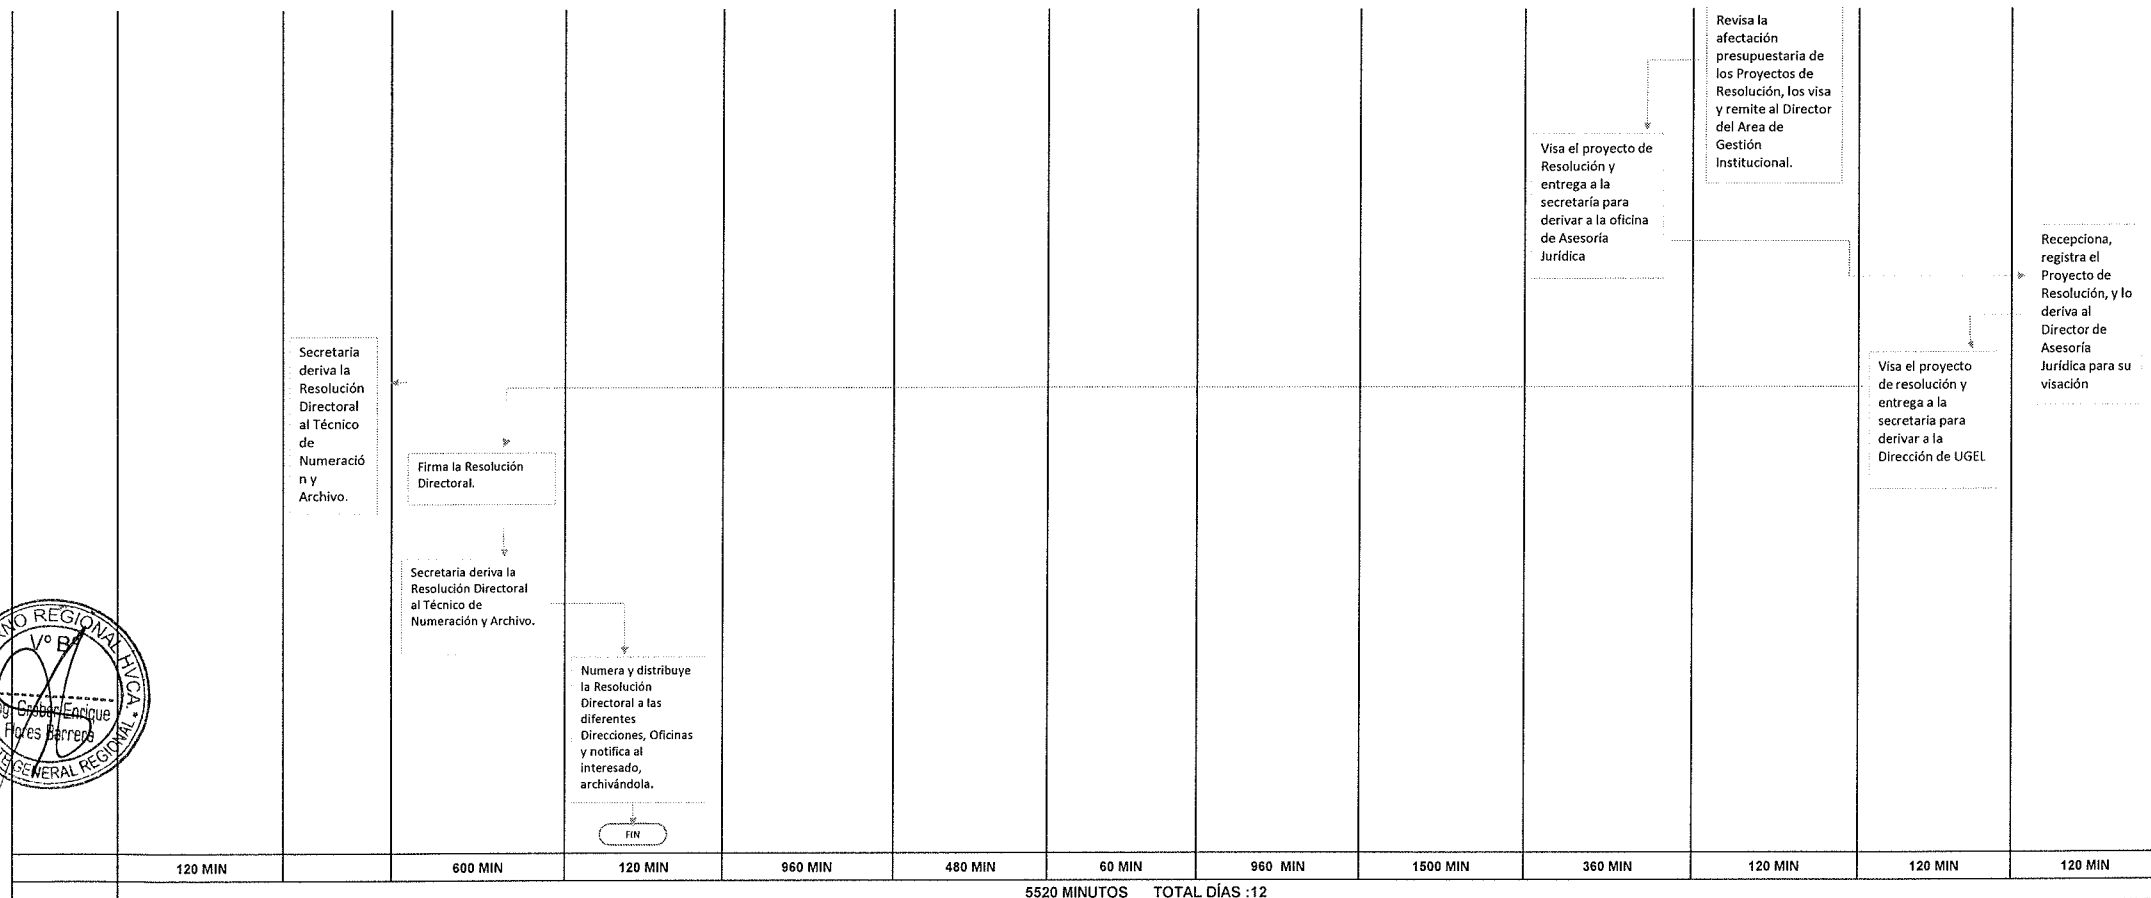 Revisa la
afectación
presupuestaria de
los Proyectos de
Resolución, los visa
y remite al Director
del Area de
Gestión
Institucional.
Visa el proyecto de
Resolución y
entrega a la
secretaría para
derivar a la oficina
de Asesoría
Jurídica
Recepciona,
registra el
Proyecto de
Resolución, y lo
deriva al
Director de
Asesoría
Jurídica para su
visación
Visa el proyecto
de resolución y
entrega a la
secretaria para
derivar a la
Dirección de UGEL
Secretaria
deriva la
Resolución
Directoral
al Técnico
de
Numeració
n y
Archivo.
Firma la Resolución
Directoral.
Secretaria deriva la
Resolución Directoral
al Técnico de
Numeración y Archivo.
Numera y distribuye
la Resolución
Directoral a las
diferentes
Direcciones, Oficinas
y notifica al
interesado,
archivándola.
FIN
REGIONAL HVCA.
V° B°
Enrique
Flores Barrera
GENERAL REGIONAL
120 MIN 600 MIN 120 MIN 960 MIN 480 MIN 60 MIN 960 MIN 1500 MIN 360 MIN 120 MIN 120 MIN 120 MIN
5520 MINUTOS TOTAL DÍAS :12